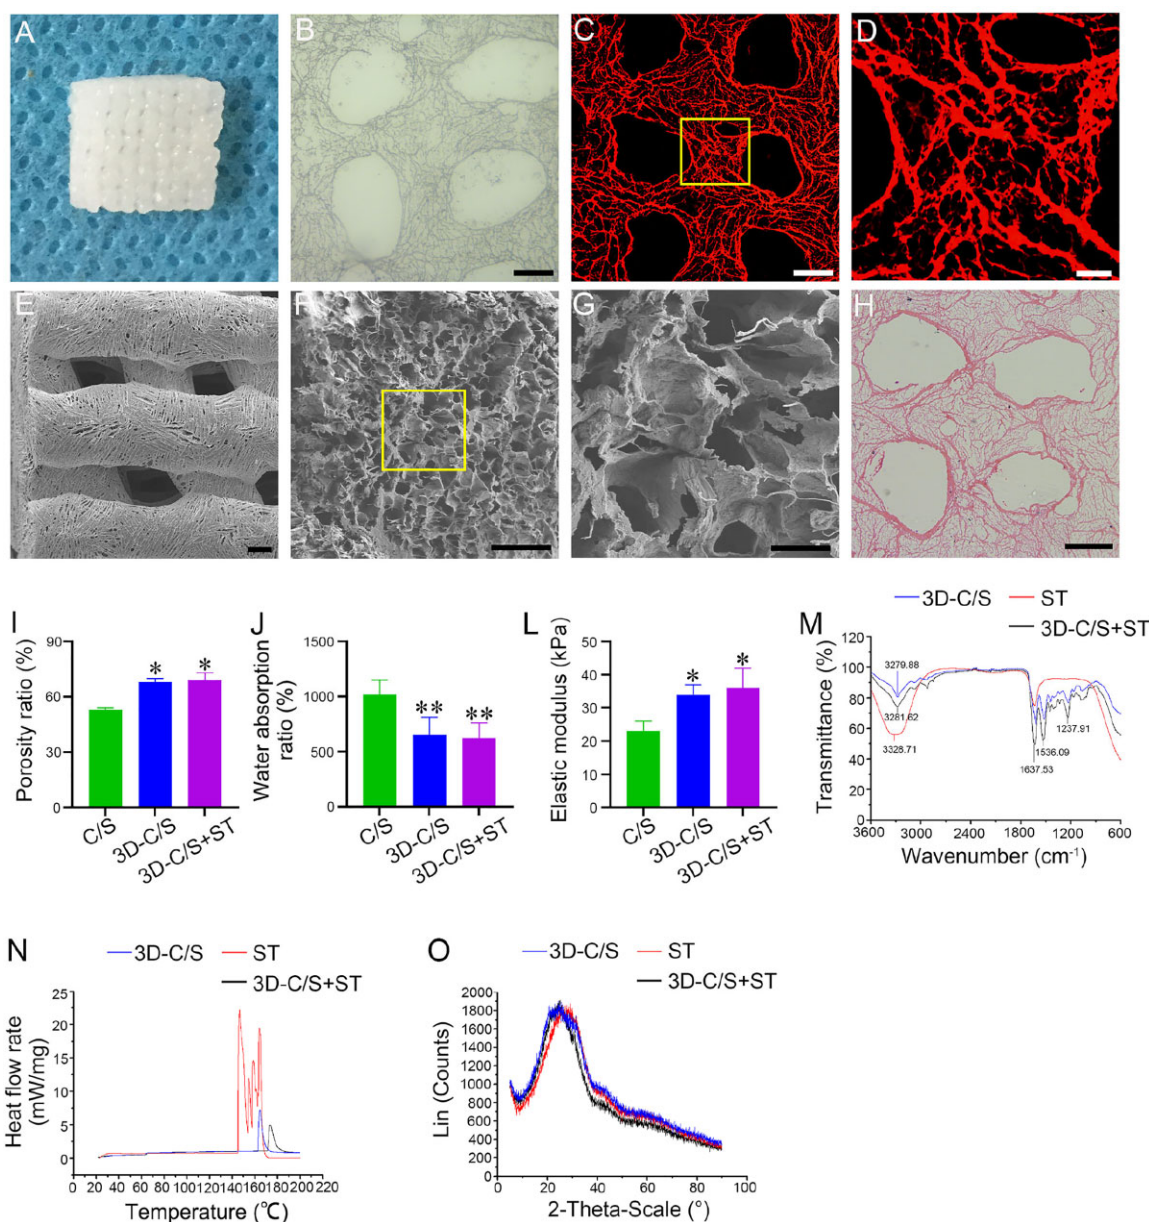 A
B
C
D
E
F
G
H
I
Porosity ratio (%)
90
60
30
0
*
*
C/S
3D-C/S
3D-C/S+ST
J
Water absorption
ratio (%)
1500
1000
500
0
**
**
C/S
3D-C/S
3D-C/S+ST
L
Elastic modulus (kPa)
50
40
30
20
10
0
*
*
C/S
3D-C/S
3D-C/S+ST
3D-C/S
ST
M
3D-C/S+ST
Transmittance (%)
120
100
80
60
40
20
0
3279.88
3281.62
3328.71
1237.91
1536.09
1637.53
3600 3000 2400 1800 1200 600
Wavenumber (cm⁻¹)
N
3D-C/S
ST
3D-C/S+ST
Heat flow rate
(mW/mg)
25
20
15
10
5
0
0 20 40 60 80 100 120 140 160 180 200 220
Temperature (℃)
O
3D-C/S
ST
3D-C/S+ST
Lin (Counts)
2000
1800
1600
1400
1200
1000
800
600
400
200
0
0 20 40 60 80 100
2-Theta-Scale (°)